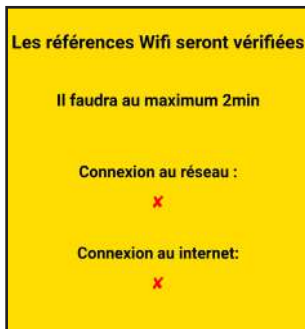 Les références Wifi seront vérifiées
Il faudra au maximum 2min
Connexion au réseau :
✘
Connexion au internet:
✘